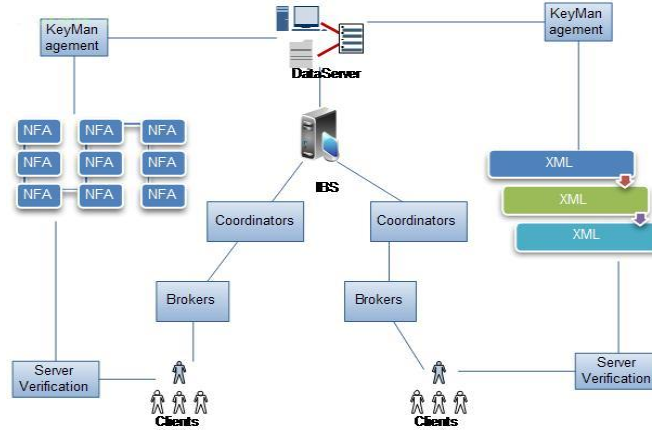 KeyMan
agement
DataServer
KeyMan
agement
NFA NFA NFA
NFA NFA NFA
NFA NFA NFA
IBS
XML
XML
XML
Coordinators
Coordinators
Brokers
Brokers
Server
Verification
Server
Verification
Clients
Clients